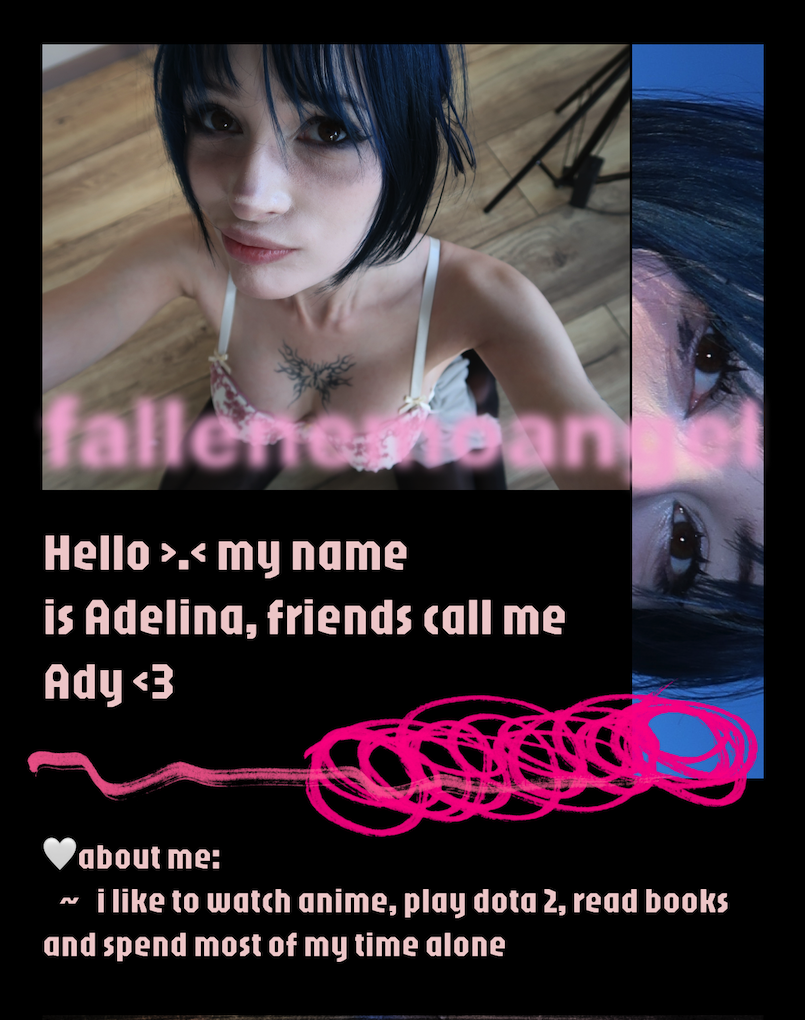 fallenemoangel
Hello >.< my name
is Adelina, friends call me
Ady <3
🤍about me:
~ i like to watch anime, play dota 2, read books
and spend most of my time alone